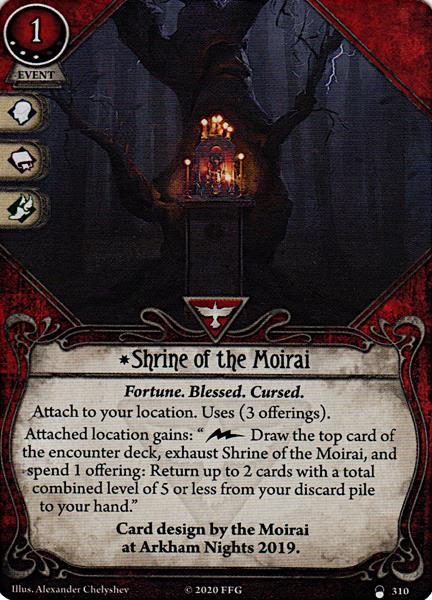 1
EVENT
*Shrine of the Moirai
Fortune. Blessed. Cursed.
Attach to your location. Uses (3 offerings).
Attached location gains: “ Draw the top card of
the encounter deck, exhaust Shrine of the Moirai, and
spend 1 offering: Return up to 2 cards with a total
combined level of 5 or less from your discard pile
to your hand.”
Card design by the Moirai
at Arkham Nights 2019.
Illus. Alexander Chelyshev © 2020 FFG 310